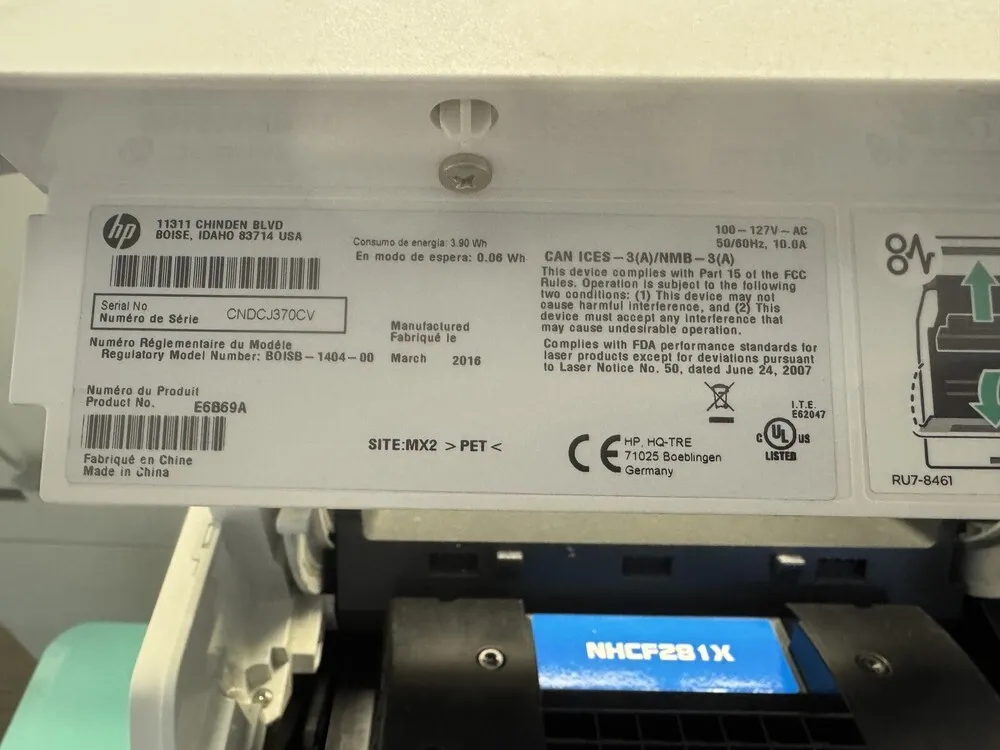 hp
11311 CHINDEN BLVD
BOISE, IDAHO 83714 USA
Serial No
Numéro de Série CNDCJ370CV
Numéro Réglementaire du Modèle
Regulatory Model Number: BOISB-1404-00
Numéro du Produit
Product No. E6B69A
Fabriqué en Chine
Made in China
Consumo de energía: 3.90 Wh
En modo de espera: 0.06 Wh
Manufactured
Fabriqué le
March 2016
SITE:MX2 >PET<
100-127V-AC
50/60Hz, 10.0A
CAN ICES-3(A)/NMB-3(A)
This device complies with Part 15 of the FCC
Rules. Operation is subject to the following
two conditions: (1) This device may not
cause harmful interference, and (2) This
device must accept any interference that
may cause undesirable operation.
Complies with FDA performance standards for
laser products except for deviations pursuant
to Laser Notice No. 50, dated June 24, 2007
CE
HP, HQ-TRE
71025 Boeblingen
Germany
I.T.E.
E62047
C UL US
LISTED
RU7-8461
NHCF281X